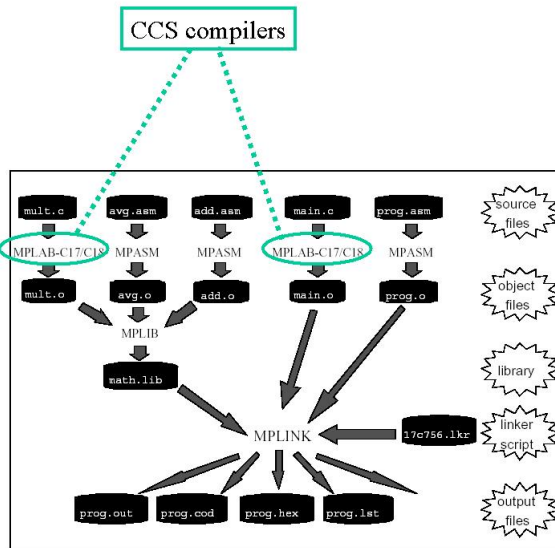 CCS compilers
mult.c avg.asm add.asm main.c prog.asm
source
files
MPLAB-C17/C18 MPASM MPASM MPLAB-C17/C18 MPASM
mult.o avg.o add.o main.o prog.o
object
files
MPLIB
math.lib
library
MPLINK
17c756.lkr
linker
script
prog.out prog.cod prog.hex prog.lst
output
files